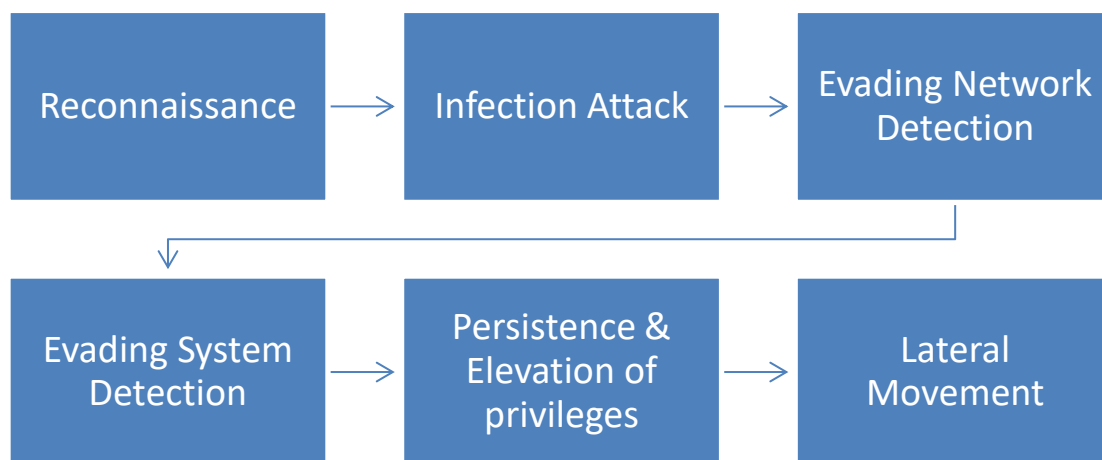 Reconnaissance
Infection Attack
Evading Network
Detection
Evading System
Detection
Persistence &
Elevation of
privileges
Lateral
Movement